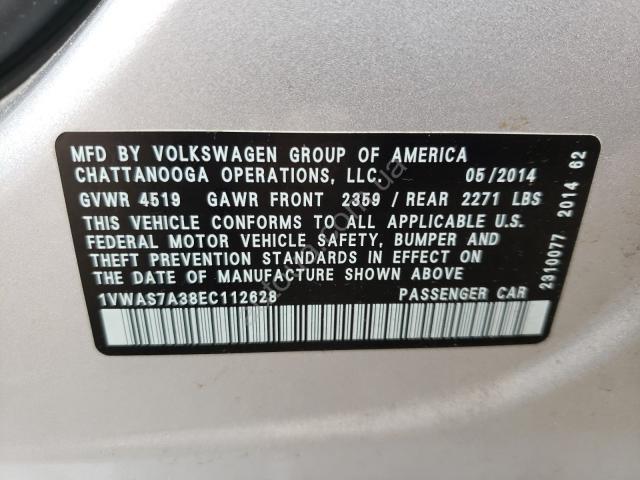 MFD BY VOLKSWAGEN GROUP OF AMERICA
CHATTANOOGA OPERATIONS, LLC. 05/2014
GVWR 4519 GAWR FRONT 2359 / REAR 2271 LBS
THIS VEHICLE CONFORMS TO ALL APPLICABLE U.S.
FEDERAL MOTOR VEHICLE SAFETY, BUMPER AND
THEFT PREVENTION STANDARDS IN EFFECT ON
THE DATE OF MANUFACTURE SHOWN ABOVE
1VWAS7A38EC112628 PASSENGER CAR
2310077 2014 62